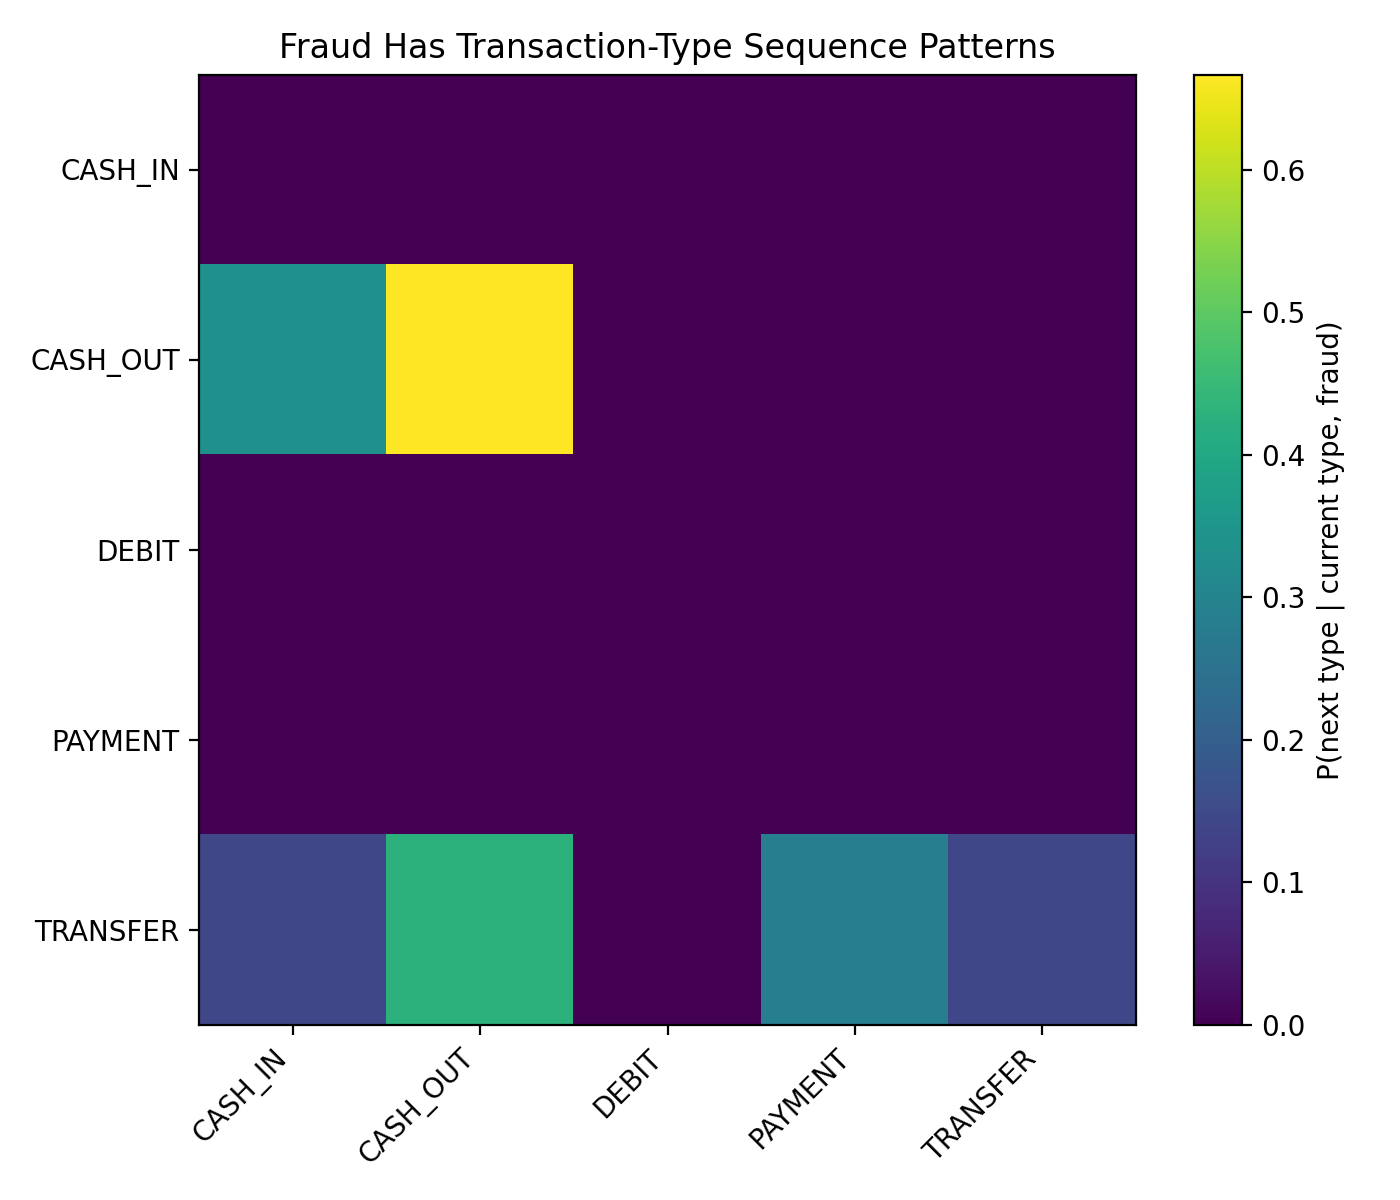 Fraud Has Transaction-Type Sequence Patterns
CASH_IN
CASH_OUT
DEBIT
PAYMENT
TRANSFER
CASH_IN
CASH_OUT
DEBIT
PAYMENT
TRANSFER
0.6
0.5
0.4
0.3
0.2
0.1
0.0
P(next type | current type, fraud)